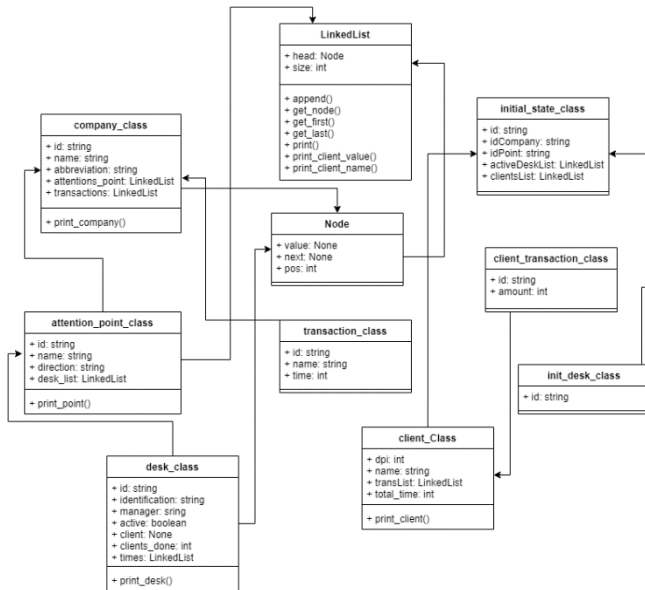 LinkedList
+ head: Node
+ size: int
+ append()
+ get_node()
+ get_first()
+ get_last()
+ print()
+ print_client_value()
+ print_client_name()
company_class
+ id: string
+ name: string
+ abbreviation: string
+ attentions_point: LinkedList
+ transactions: LinkedList
+ print_company()
initial_state_class
+ id: string
+ idCompany: string
+ idPoint: string
+ activeDeskList: LinkedList
+ clientsList: LinkedList
Node
+ value: None
+ next: None
+ pos: int
client_transaction_class
+ id: string
+ amount: int
attention_point_class
+ id: string
+ name: string
+ direction: string
+ desk_list: LinkedList
+ print_point()
transaction_class
+ id: string
+ name: string
+ time: int
init_desk_class
+ id: string
client_Class
+ dpi: int
+ name: string
+ transList: LinkedList
+ total_time: int
+ print_client()
desk_class
+ id: string
+ identification: string
+ manager: sring
+ active: boolean
+ client: None
+ clients_done: int
+ times: LinkedList
+ print_desk()